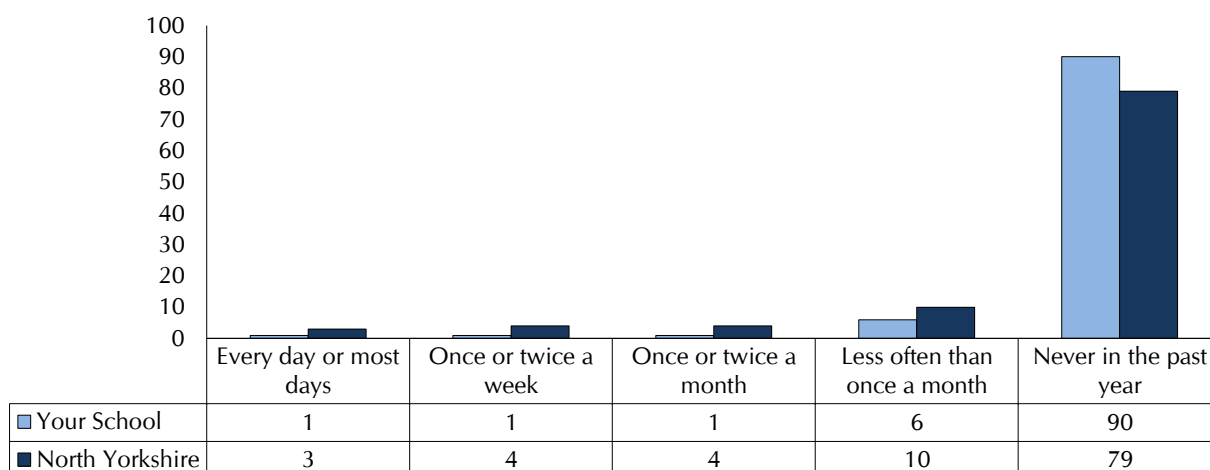 100
90
80
70
60
50
40
30
20
10
0
Every day or most days
Once or twice a week
Once or twice a month
Less often than once a month
Never in the past year
Your School 1 1 1 6 90
North Yorkshire 3 4 4 10 79